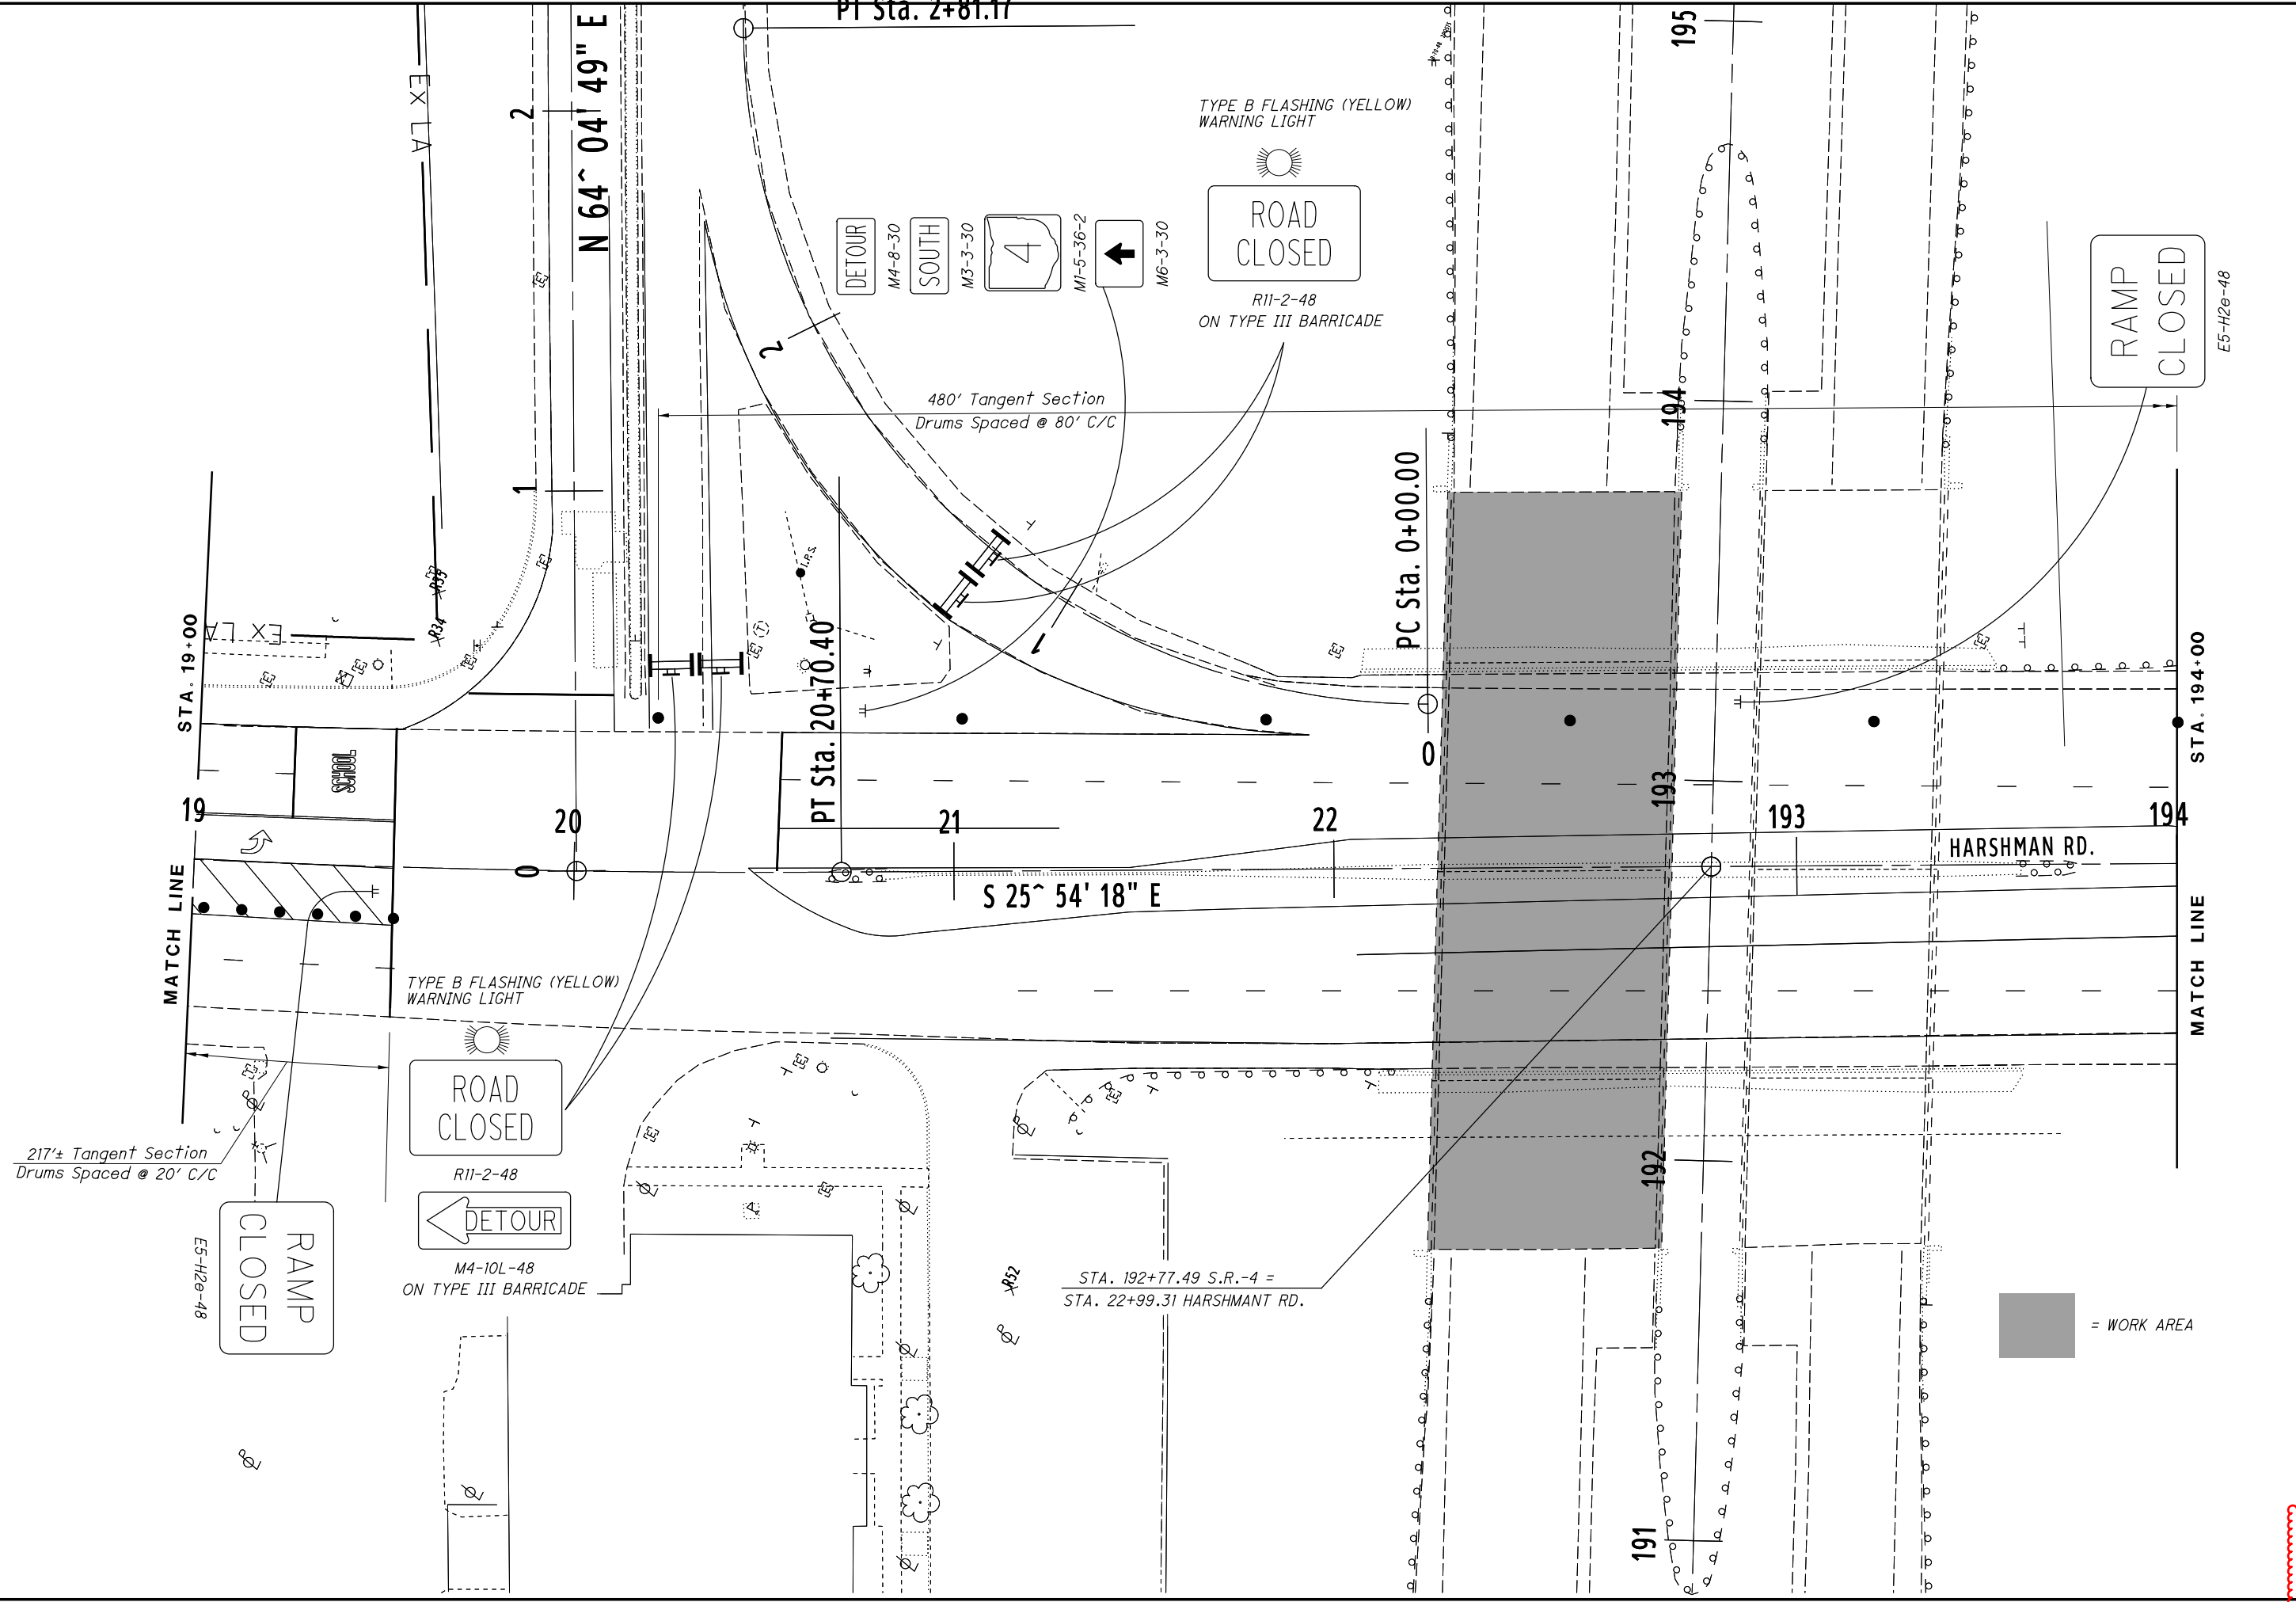 PT Sta. 2+81.17
195
N 64^ 04' 49" E
EX LA
2
TYPE B FLASHING (YELLOW)
WARNING LIGHT
ROAD
CLOSED
R11-2-48
ON TYPE III BARRICADE
DETOUR
M4-8-30
SOUTH
M3-3-30
4
M1-5-36-2
M6-3-30
RAMP
CLOSED
E5-H2e-48
2
480' Tangent Section
Drums Spaced @ 80' C/C
194
1
PC Sta. 0+00.00
I.P.S.
R35
R34
EX LA
STA. 19+00
PT Sta. 20+70.40
1
STA. 194+00
0
193
SCHOOL
19
20
21
22
193
194
0
HARSHMAN RD.
S 25^ 54' 18" E
MATCH LINE
MATCH LINE
TYPE B FLASHING (YELLOW)
WARNING LIGHT
ROAD
CLOSED
R11-2-48
DETOUR
M4-10L-48
ON TYPE III BARRICADE
217'± Tangent Section
Drums Spaced @ 20' C/C
RAMP
CLOSED
E5-H2e-48
192
R52
STA. 192+77.49 S.R.-4 =
STA. 22+99.31 HARSHMANT RD.
= WORK AREA
191